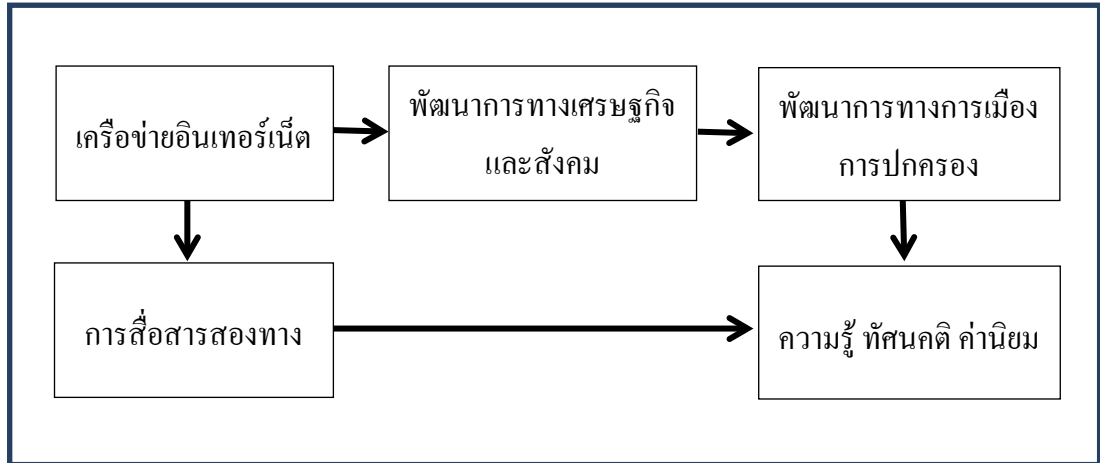 เครือข่ายอินเทอร์เน็ต
พัฒนาการทางเศรษฐกิจ
และสังคม
พัฒนาการทางการเมือง
การปกครอง
การสื่อสารสองทาง
ความรู้ ทัศนคติ ค่านิยม